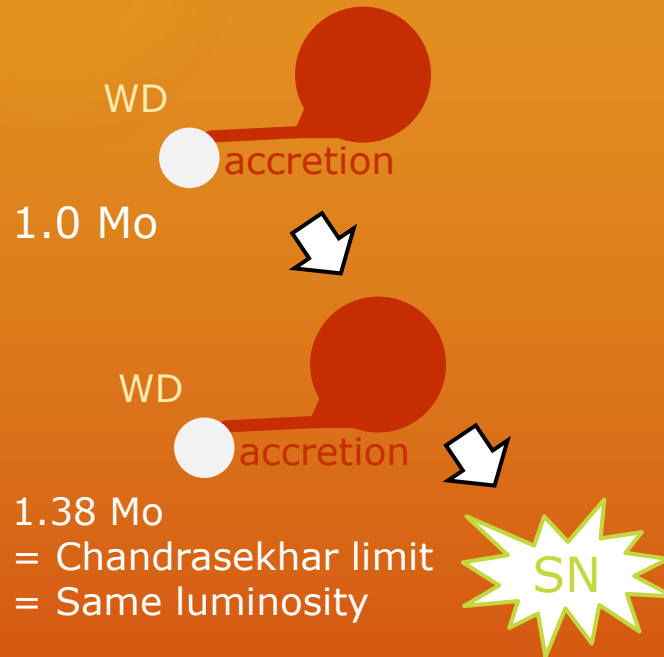 WD
accretion
1.0 Mo
WD
accretion
1.38 Mo
= Chandrasekhar limit
= Same luminosity
SN